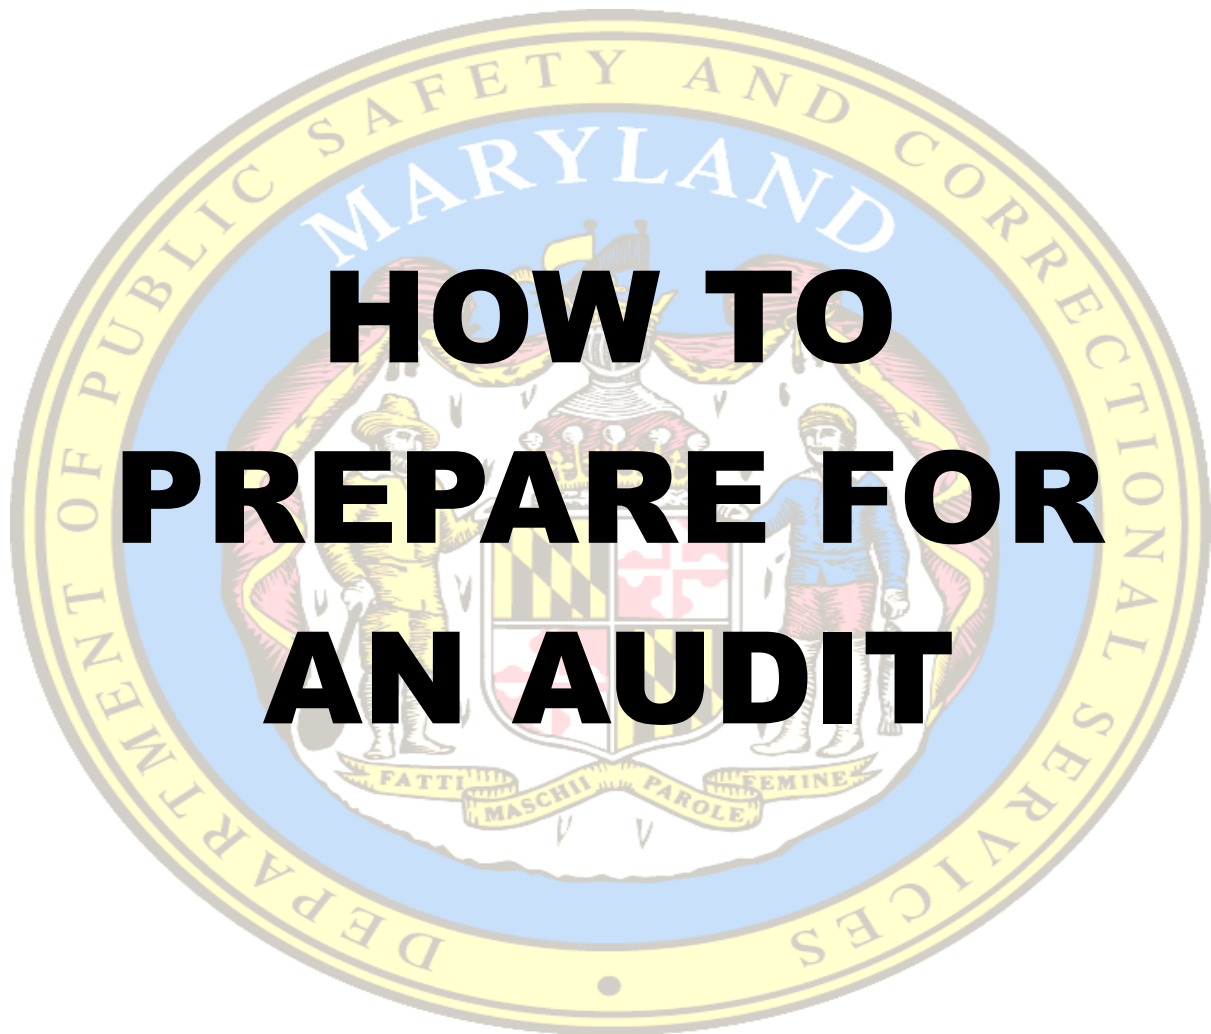 DEPARTMENT OF PUBLIC SAFETY AND CORRECTIONAL SERVICES
MARYLAND
HOW TO
PREPARE FOR
AN AUDIT
FATTI MASCHII PAROLE FEMINE